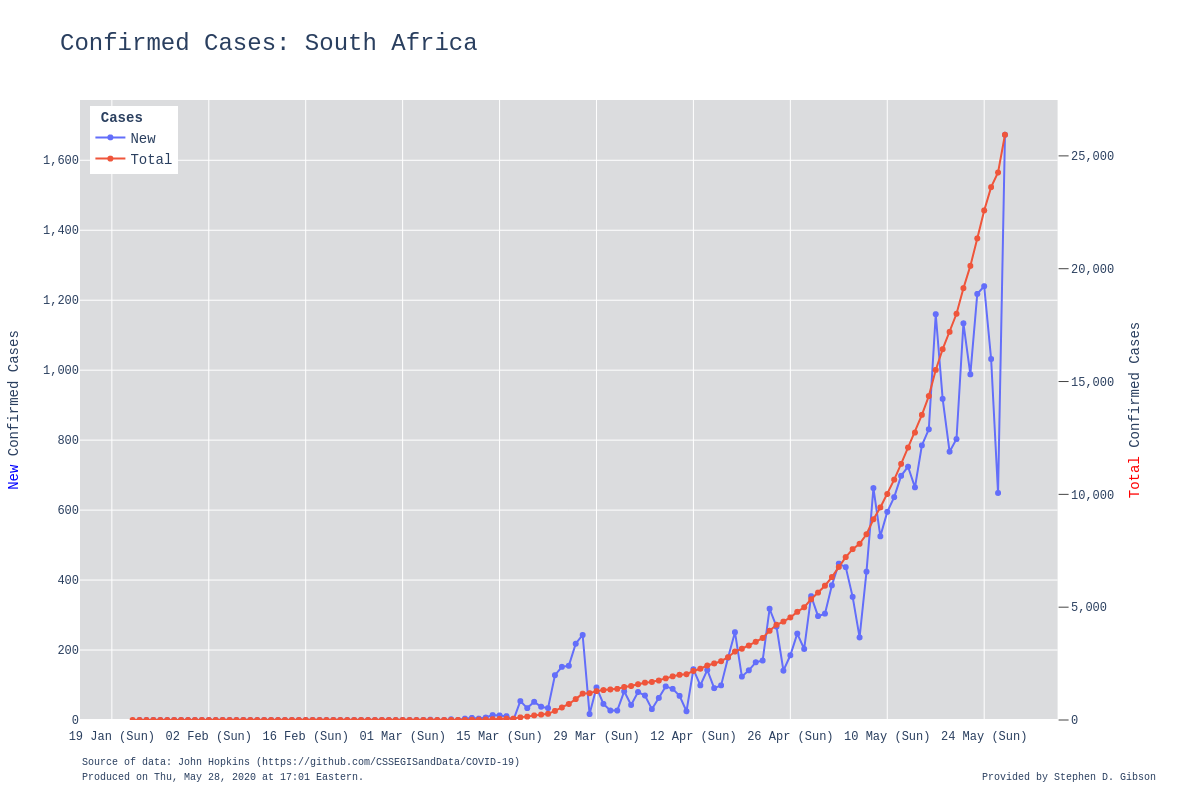 Confirmed Cases: South Africa
Cases
New
Total
1,600
1,400
1,200
1,000
800
600
400
200
0
New Confirmed Cases
25,000
20,000
15,000
10,000
5,000
0
Total Confirmed Cases
19 Jan (Sun) 02 Feb (Sun) 16 Feb (Sun) 01 Mar (Sun) 15 Mar (Sun) 29 Mar (Sun) 12 Apr (Sun) 26 Apr (Sun) 10 May (Sun) 24 May (Sun)
Source of data: John Hopkins (https://github.com/CSSEGISandData/COVID-19)
Produced on Thu, May 28, 2020 at 17:01 Eastern.
Provided by Stephen D. Gibson